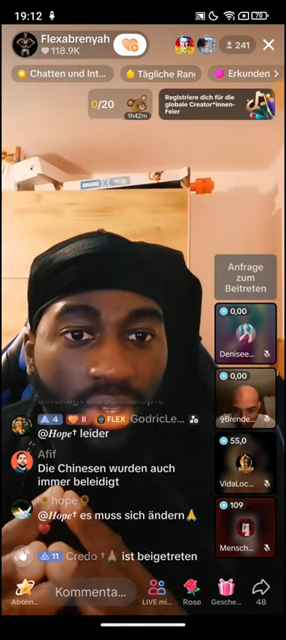 19:12
70
Flexabrenyah
118.9K
241
Chatten und Int...
Tägliche Ran
Erkunden >
0/20
1h42m
Registriere dich für die
globale Creator*innen-
Feier
Anfrage
zum
Beitreten
0,00
Denisee...
0,00
Brende...
55,0
VidaLoc...
109
Mensch...
4 II FLEX GodricLe...
@Hope† leider
Afif
Die Chinesen wurden auch
immer beleidigt
hope
@Hope† es muss sich ändern🙏
❤️
11 Credo †🙏 ist beigetreten
Kommenta...
Abonn...
LIVE mi...
Rose
Gesche...
48